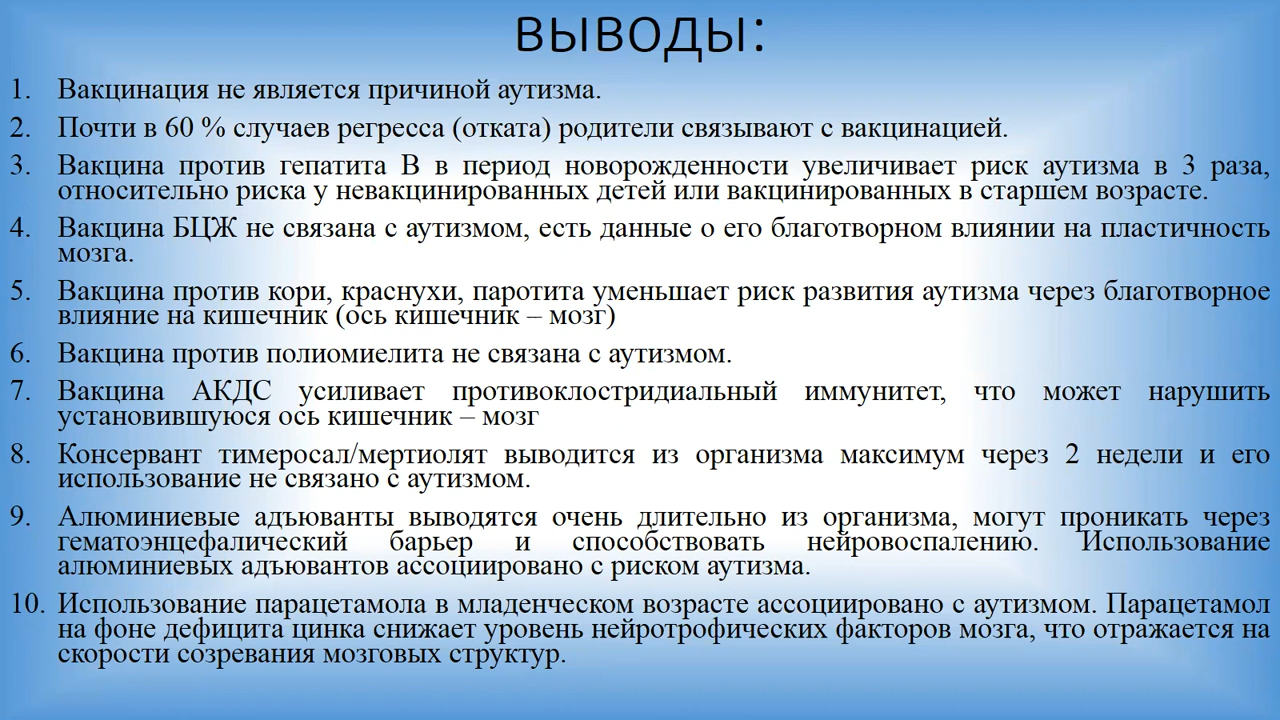 ВЫВОДЫ:
1. Вакцинация не является причиной аутизма.
2. Почти в 60 % случаев регресса (отката) родители связывают с вакцинацией.
3. Вакцина против гепатита В в период новорожденности увеличивает риск аутизма в 3 раза,
относительно риска у невакцинированных детей или вакцинированных в старшем возрасте.
4. Вакцина БЦЖ не связана с аутизмом, есть данные о его благотворном влиянии на пластичность
мозга.
5. Вакцина против кори, краснухи, паротита уменьшает риск развития аутизма через благотворное
влияние на кишечник (ось кишечник – мозг)
6. Вакцина против полиомиелита не связана с аутизмом.
7. Вакцина АКДС усиливает противоклостридиальный иммунитет, что может нарушить
установившуюся ось кишечник – мозг
8. Консервант тимеросал/мертиолят выводится из организма максимум через 2 недели и его
использование не связано с аутизмом.
9. Алюминиевые адъюванты выводятся очень длительно из организма, могут проникать через
гематоэнцефалический барьер и способствовать нейровоспалению. Использование
алюминиевых адъювантов ассоциировано с риском аутизма.
10. Использование парацетамола в младенческом возрасте ассоциировано с аутизмом. Парацетамол
на фоне дефицита цинка снижает уровень нейротрофических факторов мозга, что отражается на
скорости созревания мозговых структур.